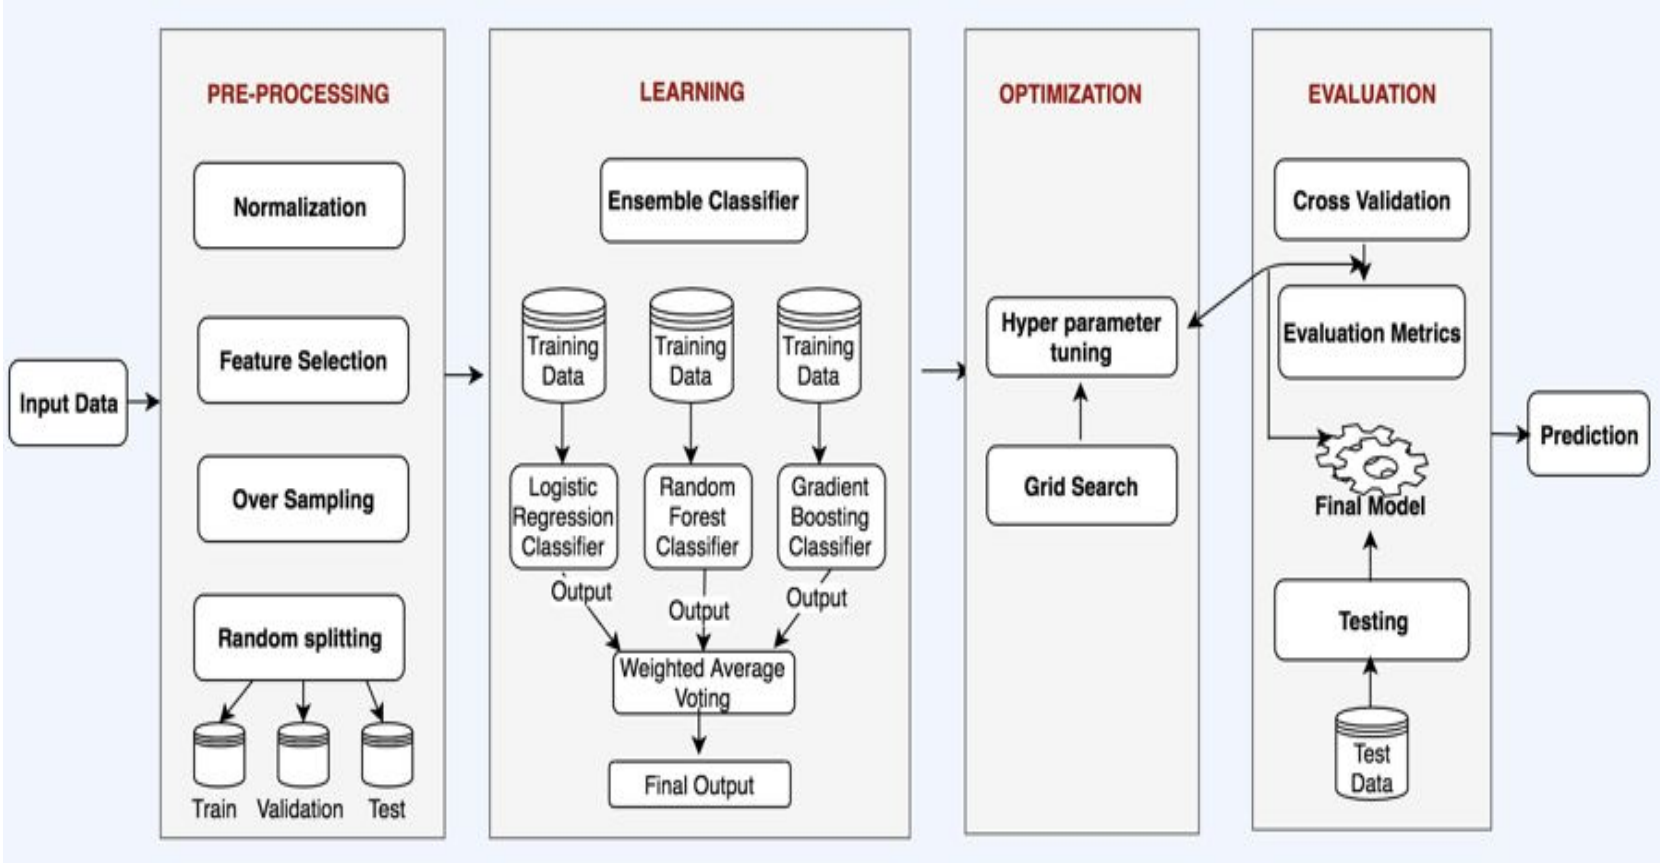 Input Data
PRE-PROCESSING
Normalization
Feature Selection
Over Sampling
Random splitting
Train
Validation
Test
LEARNING
Ensemble Classifier
Training
Data
Training
Data
Training
Data
Logistic
Regression
Classifier
Random
Forest
Classifier
Gradient
Boosting
Classifier
Output
Output
Output
Weighted Average
Voting
Final Output
OPTIMIZATION
Hyper parameter
tuning
Grid Search
EVALUATION
Cross Validation
Evaluation Metrics
Final Model
Testing
Test
Data
Prediction